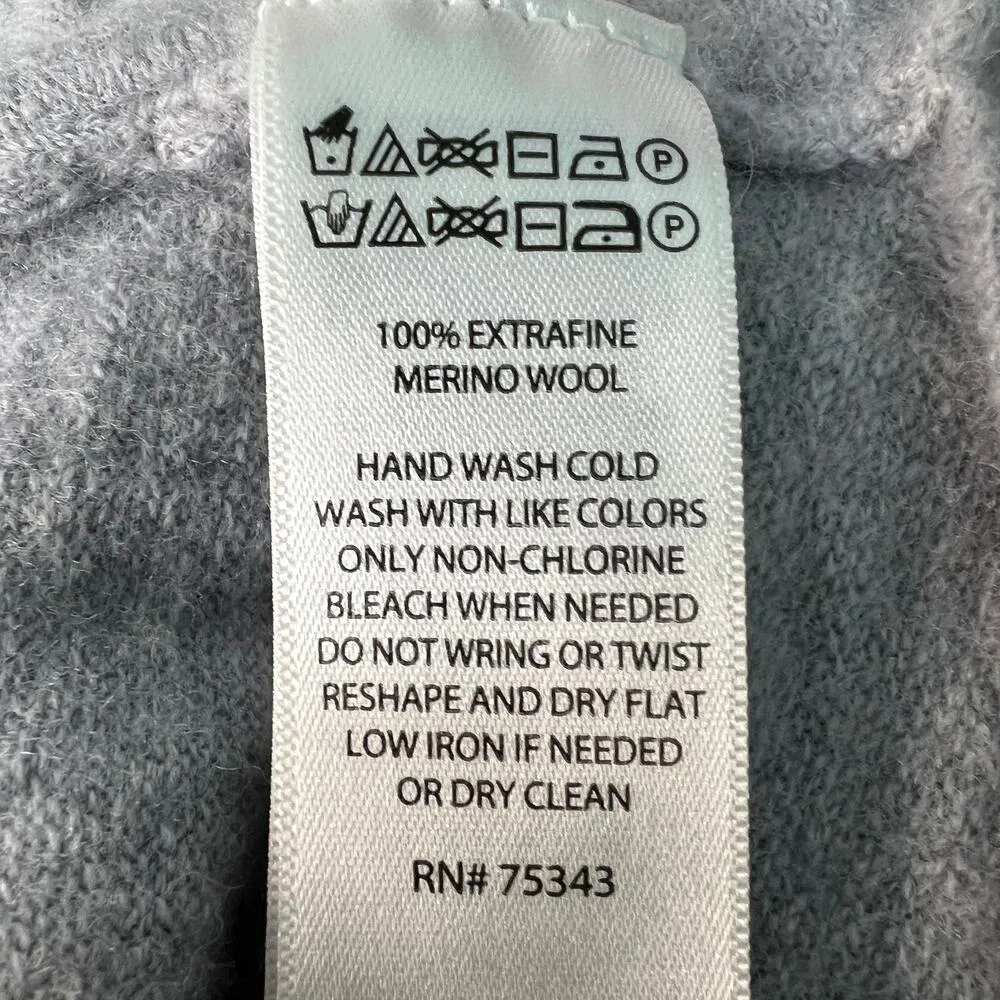 P
P
100% EXTRAFINE
MERINO WOOL
HAND WASH COLD
WASH WITH LIKE COLORS
ONLY NON-CHLORINE
BLEACH WHEN NEEDED
DO NOT WRING OR TWIST
RESHAPE AND DRY FLAT
LOW IRON IF NEEDED
OR DRY CLEAN
RN# 75343